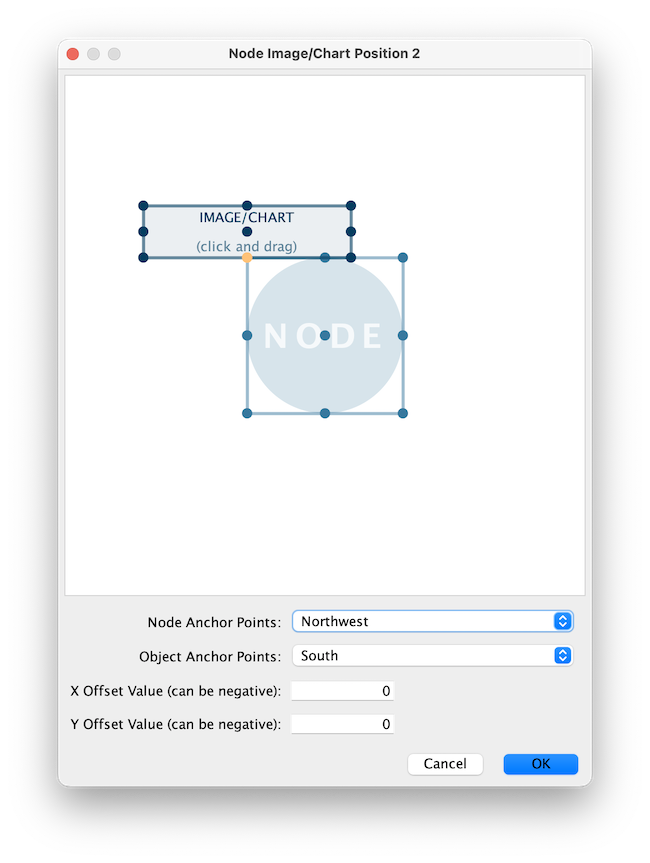 Node Image/Chart Position 2
IMAGE/CHART
(click and drag)
NODE
Node Anchor Points: Northwest
Object Anchor Points: South
X Offset Value (can be negative): 0
Y Offset Value (can be negative): 0
Cancel OK